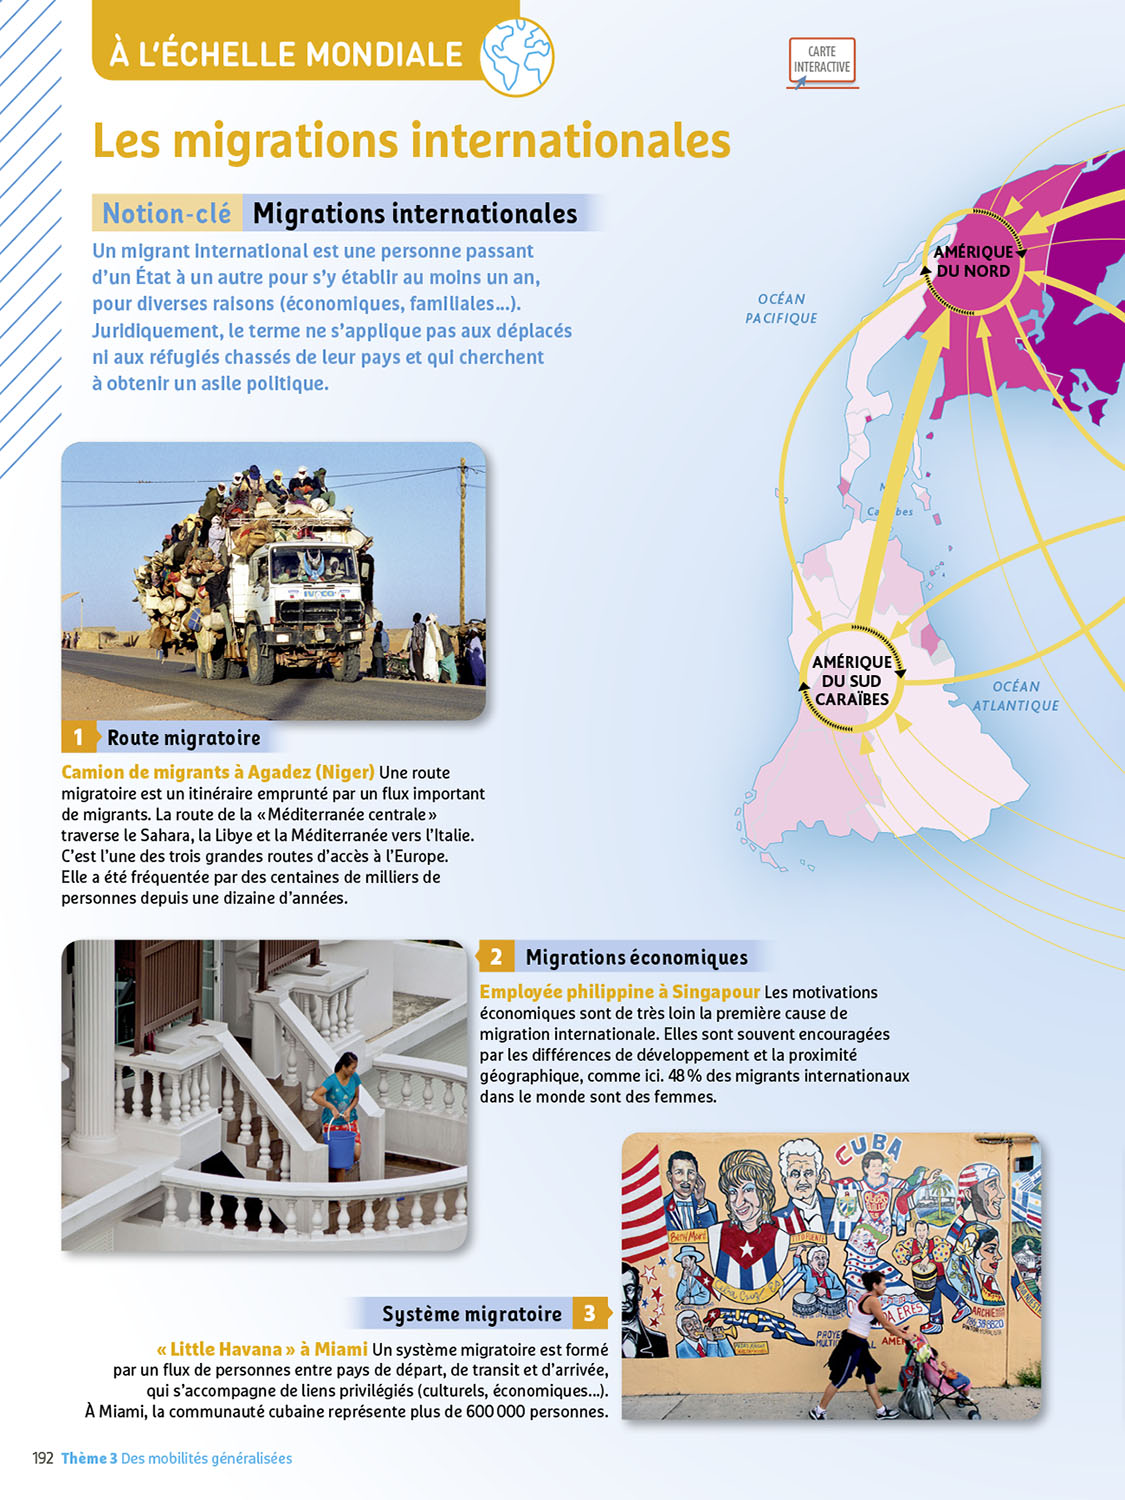 À L'ÉCHELLE MONDIALE
CARTE
INTERACTIVE
Les migrations internationales
Notion-clé Migrations internationales
Un migrant international est une personne passant
d'un État à un autre pour s'y établir au moins un an,
pour diverses raisons (économiques, familiales...).
Juridiquement, le terme ne s'applique pas aux déplacés
ni aux réfugiés chassés de leur pays et qui cherchent
à obtenir un asile politique.
OCÉAN
PACIFIQUE
AMÉRIQUE
DU NORD
AMÉRIQUE
DU SUD
CARAÏBES
OCÉAN
ATLANTIQUE
IVECO
1 Route migratoire
Camion de migrants à Agadez (Niger) Une route
migratoire est un itinéraire emprunté par un flux important
de migrants. La route de la «Méditerranée centrale»
traverse le Sahara, la Libye et la Méditerranée vers l'Italie.
C'est l'une des trois grandes routes d'accès à l'Europe.
Elle a été fréquentée par des centaines de milliers de
personnes depuis une dizaine d'années.
2 Migrations économiques
Employée philippine à Singapour Les motivations
économiques sont de très loin la première cause de
migration internationale. Elles sont souvent encouragées
par les différences de développement et la proximité
géographique, comme ici. 48 % des migrants internationaux
dans le monde sont des femmes.
CUBA
Système migratoire 3
« Little Havana » à Miami Un système migratoire est formé
par un flux de personnes entre pays de départ, de transit et d'arrivée,
qui s'accompagne de liens privilégiés (culturels, économiques...).
À Miami, la communauté cubaine représente plus de 600 000 personnes.
192 Thème 3 Des mobilités généralisées